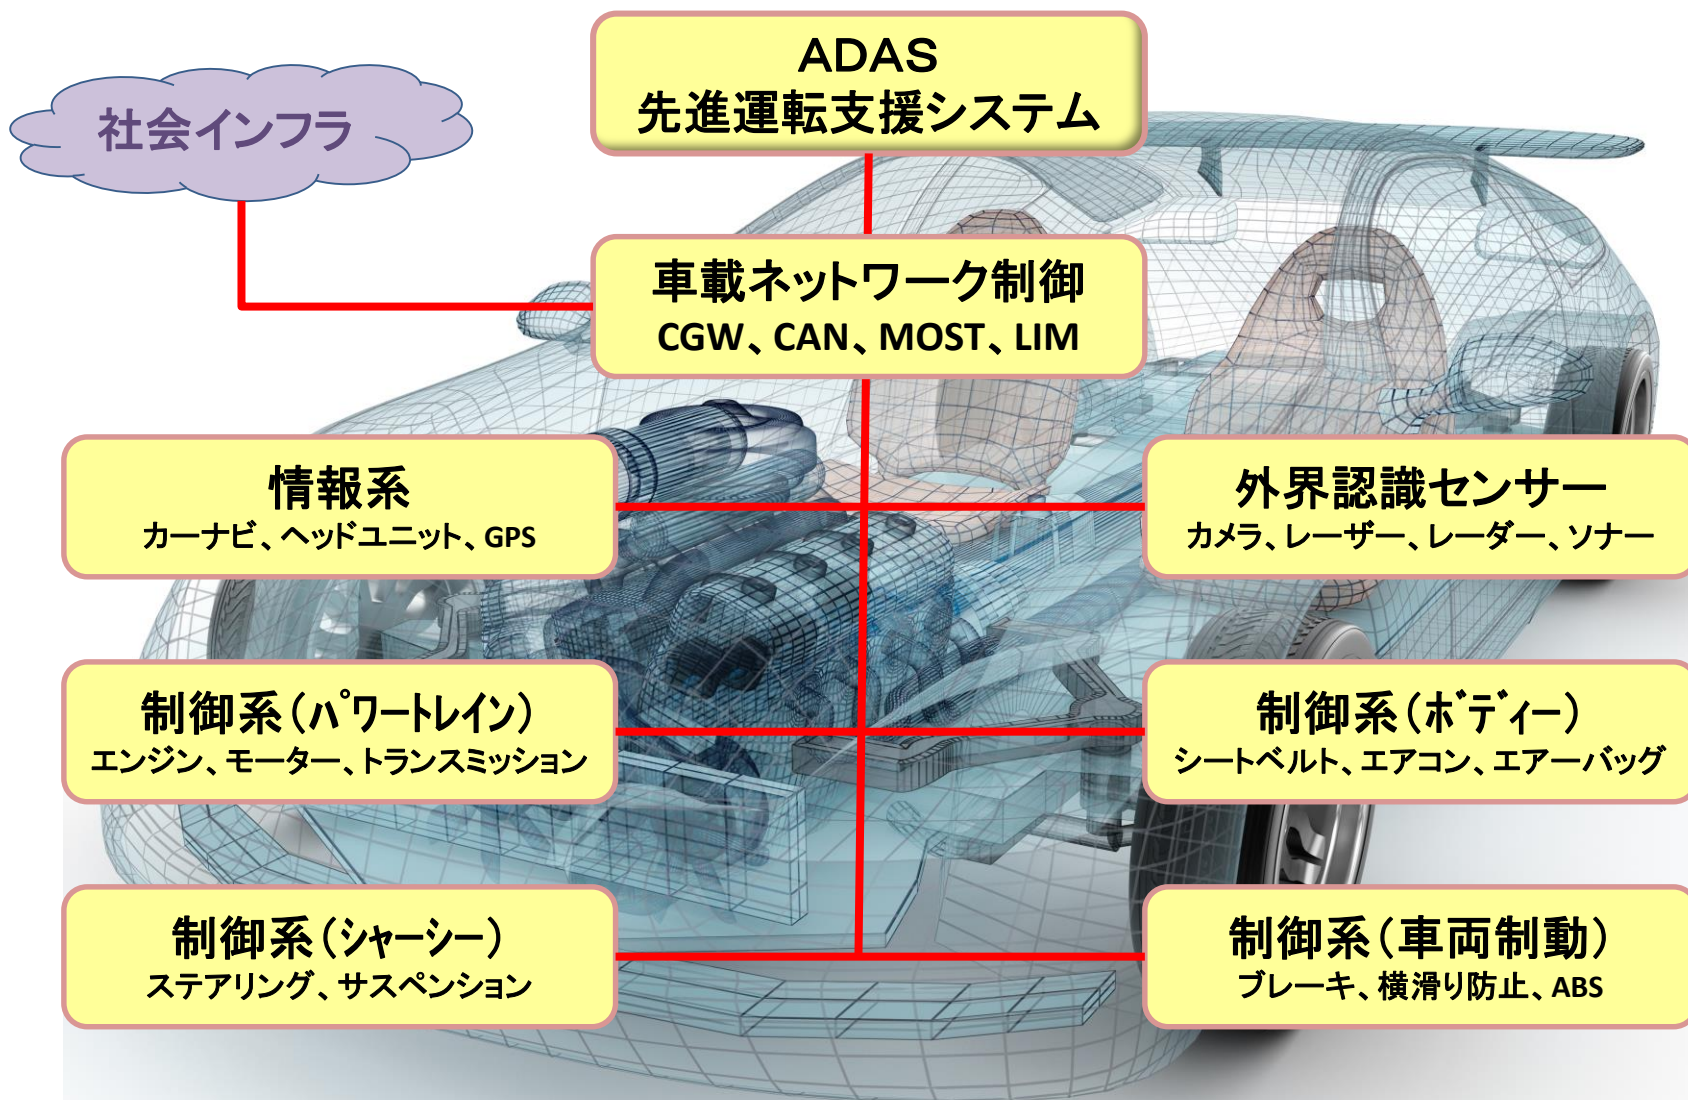 ADAS
先進運転支援システム
社会インフラ
車載ネットワーク制御
CGW、CAN、MOST、LIM
情報系
カーナビ、ヘッドユニット、GPS
外界認識センサー
カメラ、レーザー、レーダー、ソナー
制御系(ﾊﾟﾜｰﾄﾚｲﾝ)
エンジン、モーター、トランスミッション
制御系(ﾎﾞﾃﾞｨｰ)
シートベルト、エアコン、エアーバッグ
制御系(ｼｬｰｼｰ)
ステアリング、サスペンション
制御系(車両制動)
ブレーキ、横滑り防止、ABS